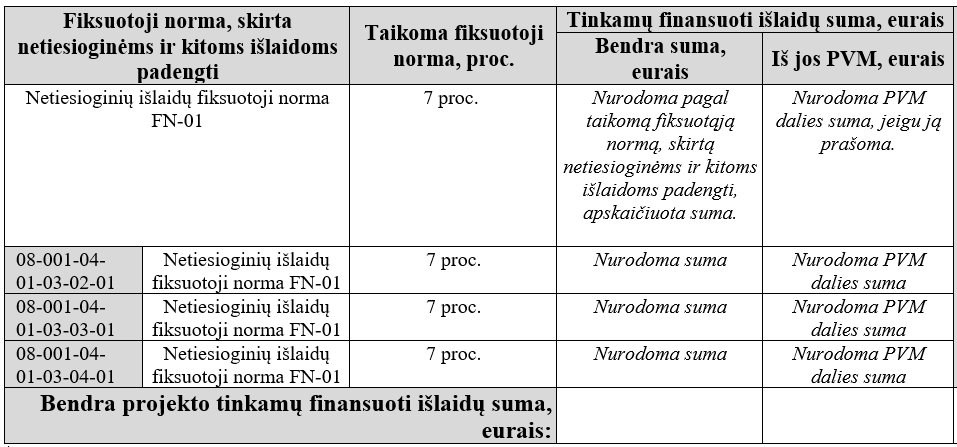 Fiksuotoji norma, skirta
netiesioginėms ir kitoms išlaidoms
padengti
Taikoma fiksuotoji
norma, proc.
Tinkamų finansuoti išlaidų suma, eurais
Bendra suma,
eurais
Iš jos PVM, eurais
Netiesioginių išlaidų fiksuotoji norma
FN-01
7 proc.
Nurodoma pagal
taikomą fiksuotąją
normą, skirtą
netiesioginėms ir kitoms
išlaidoms padengti,
apskaičiuota suma.
Nurodoma PVM
dalies suma, jeigu ją
prašoma.
08-001-04-
01-03-02-01
Netiesioginių išlaidų
fiksuotoji norma FN-01
7 proc.
Nurodoma suma
Nurodoma PVM
dalies suma
08-001-04-
01-03-03-01
Netiesioginių išlaidų
fiksuotoji norma FN-01
7 proc.
Nurodoma suma
Nurodoma PVM
dalies suma
08-001-04-
01-03-04-01
Netiesioginių išlaidų
fiksuotoji norma FN-01
7 proc.
Nurodoma suma
Nurodoma PVM
dalies suma
Bendra projekto tinkamų finansuoti išlaidų suma,
eurais: